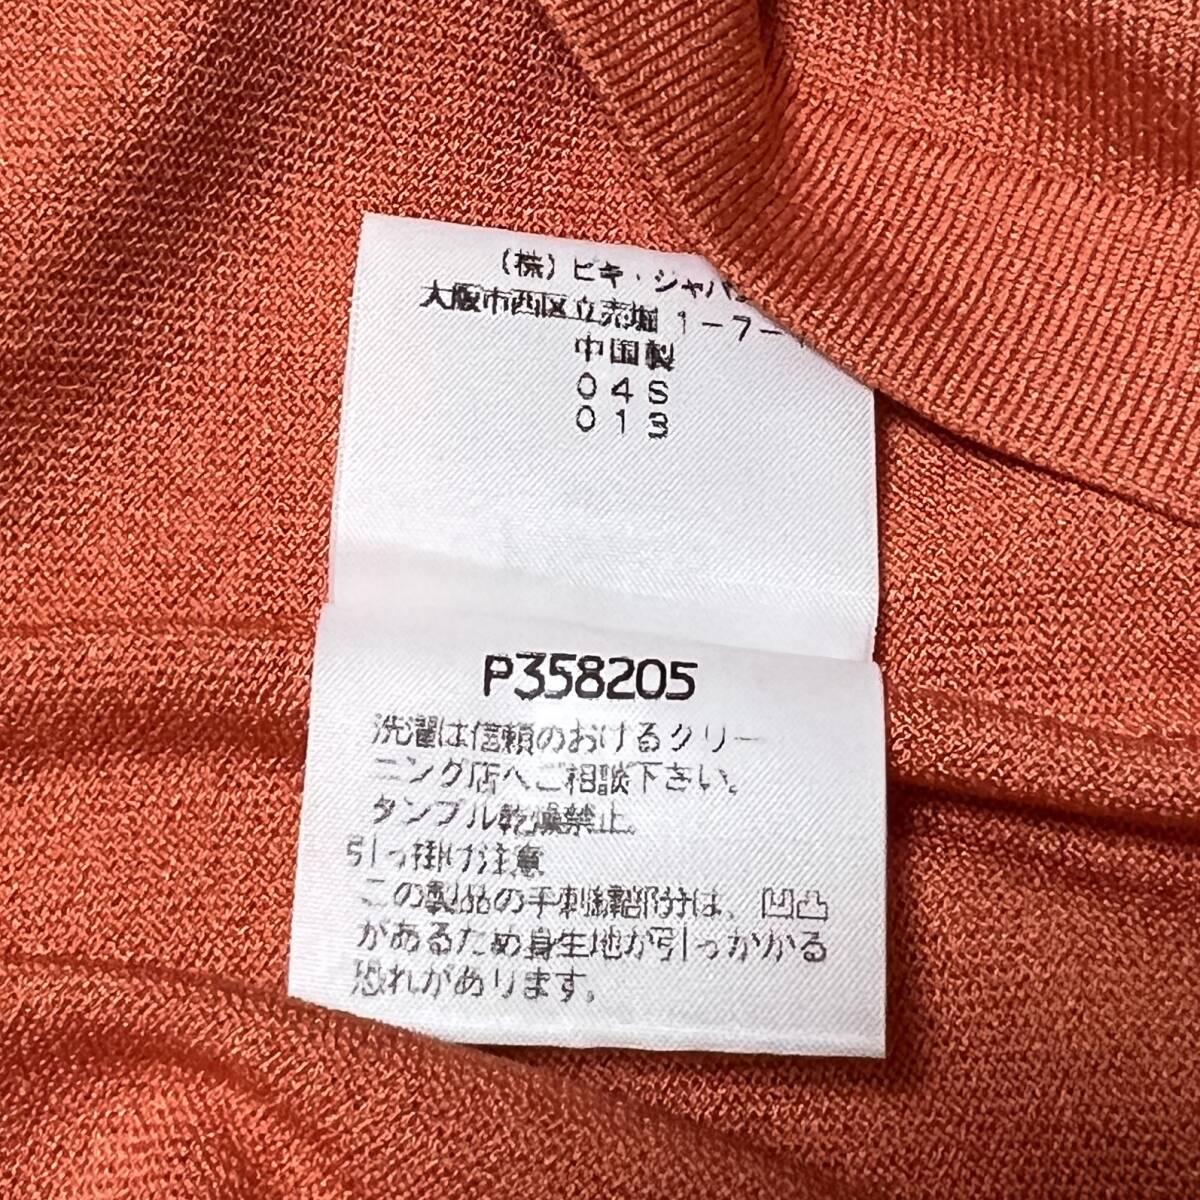 (株)ピキ・ジャパ
大阪市西区立売堀 1-7-
中国製
04S
013
P358205
洗濯は信頼のおけるクリー
ニング店へご相談下さい。
タンブル乾燥禁止。
引っ掛け注意
この製品の手刺繍部分は、凹凸
があるため身生地が引っかかる
恐れがあります。